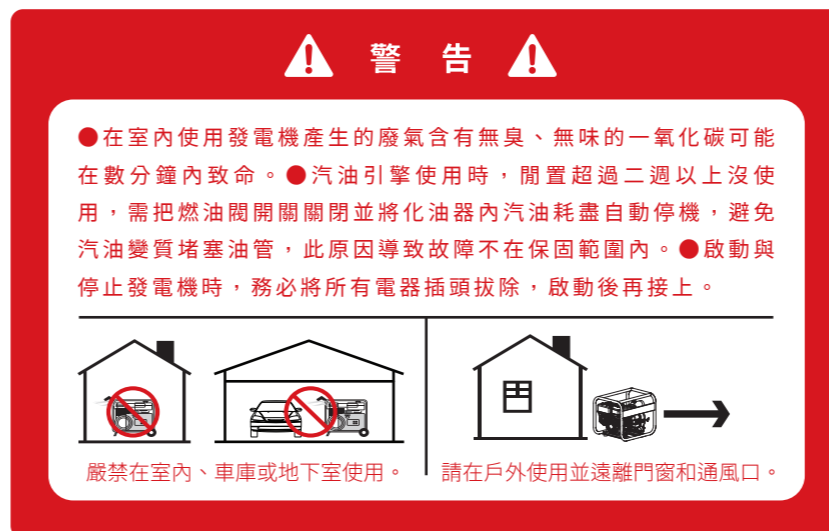 警告
●在室內使用發電機產生的廢氣含有無臭、無味的一氧化碳可能
在數分鐘內致命。●汽油引擎使用時，閒置超過二週以上沒使
用，需把燃油閥開關關閉並將化油器內汽油耗盡自動停機，避免
汽油變質堵塞油管，此原因導致故障不在保固範圍內。●啟動與
停止發電機時，務必將所有電器插頭拔除，啟動後再接上。
嚴禁在室內、車庫或地下室使用。
請在戶外使用並遠離門窗和通風口。